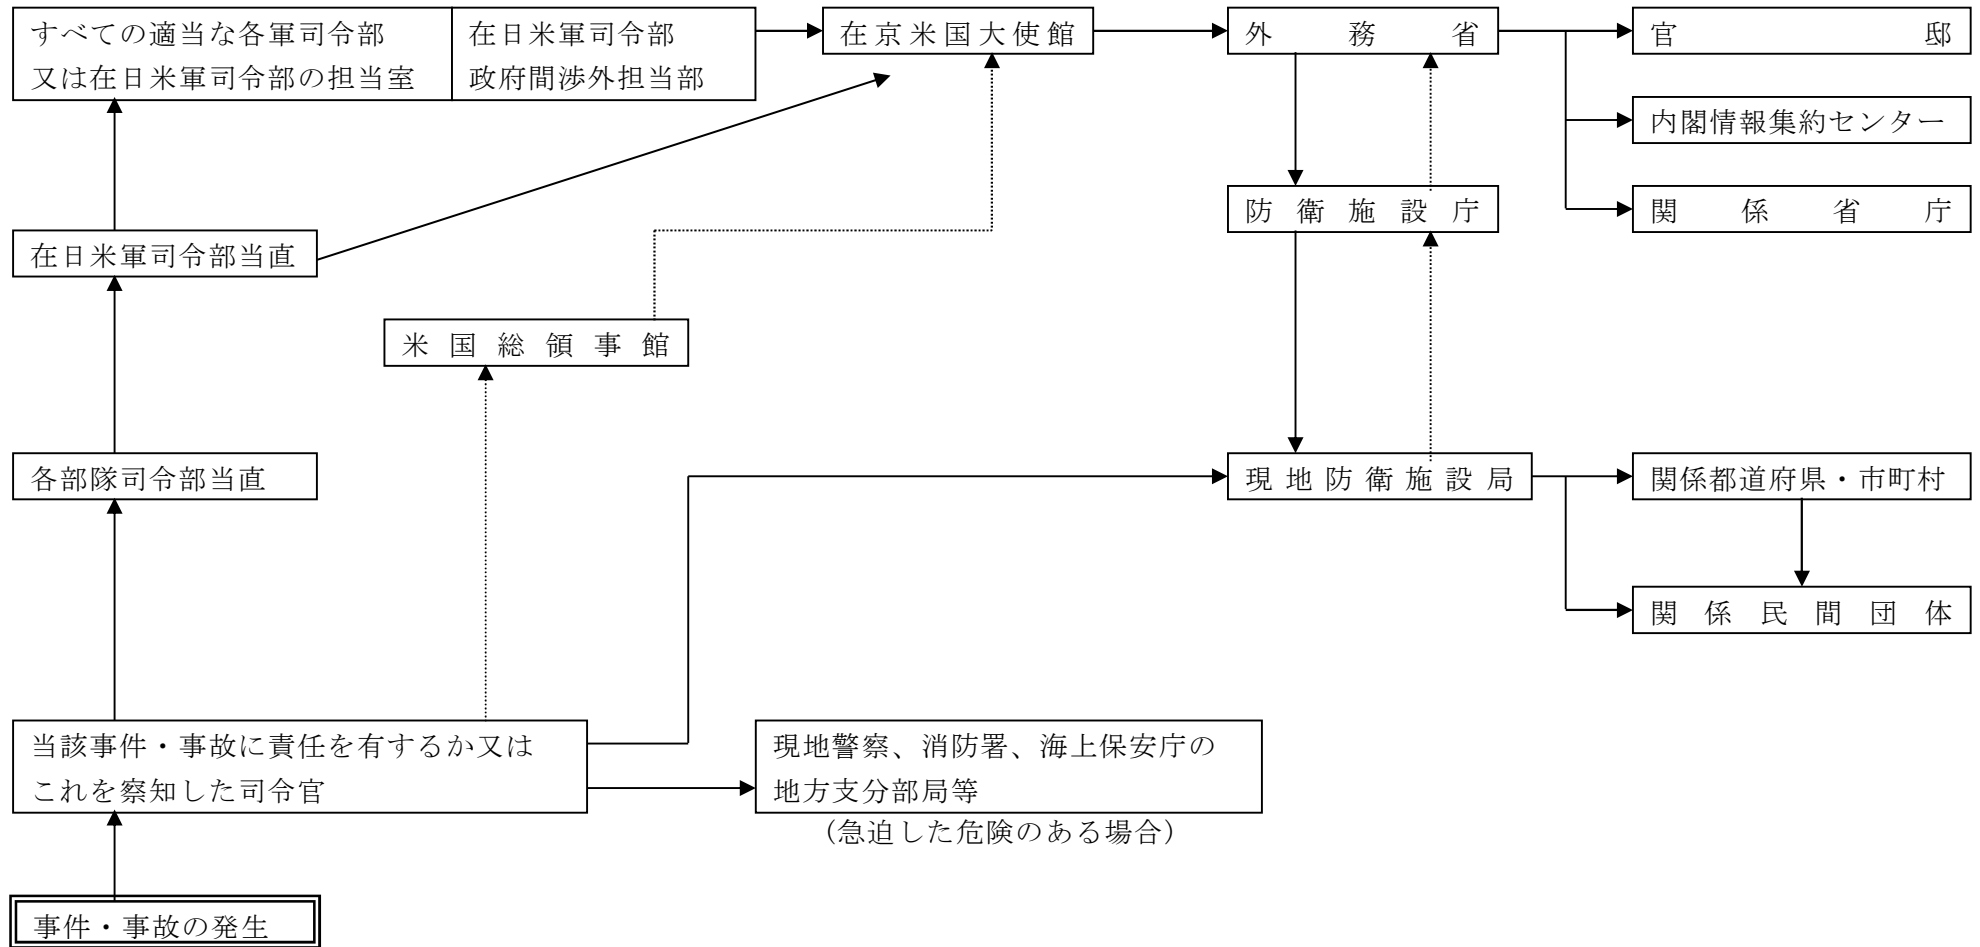 すべての適当な各軍司令部
又は在日米軍司令部の担当室
在日米軍司令部
政府間渉外担当部
在京米国大使館
外務省
官邸
内閣情報集約センター
防衛施設庁
関係省庁
在日米軍司令部当直
米国総領事館
各部隊司令部当直
現地防衛施設局
関係都道府県・市町村
関係民間団体
当該事件・事故に責任を有するか又は
これを察知した司令官
現地警察、消防署、海上保安庁の
地方支分部局等
（急迫した危険のある場合）
事件・事故の発生